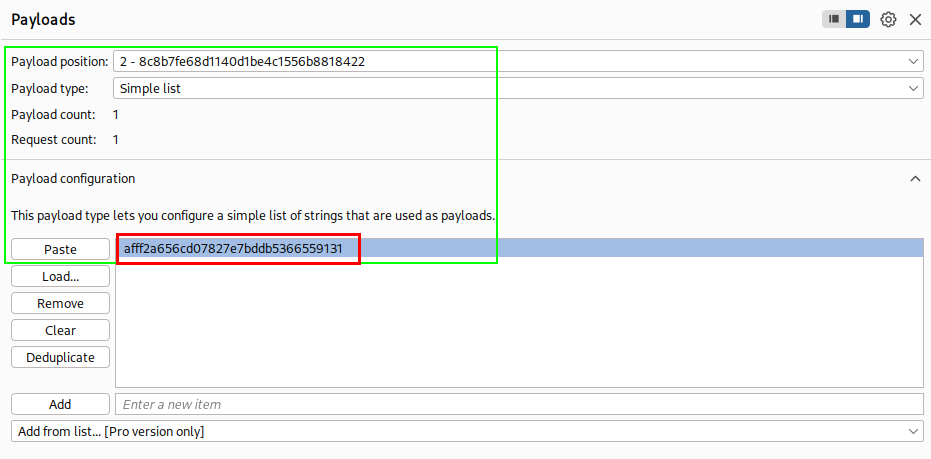 Payloads
Payload position: 2 - 8c8b7fe68d1140d1be4c1556b8818422
Payload type: Simple list
Payload count: 1
Request count: 1
Payload configuration
This payload type lets you configure a simple list of strings that are used as payloads.
Paste afff2a656cd07827e7bddb5366559131
Load...
Remove
Clear
Deduplicate
Add Enter a new item
Add from list... [Pro version only]